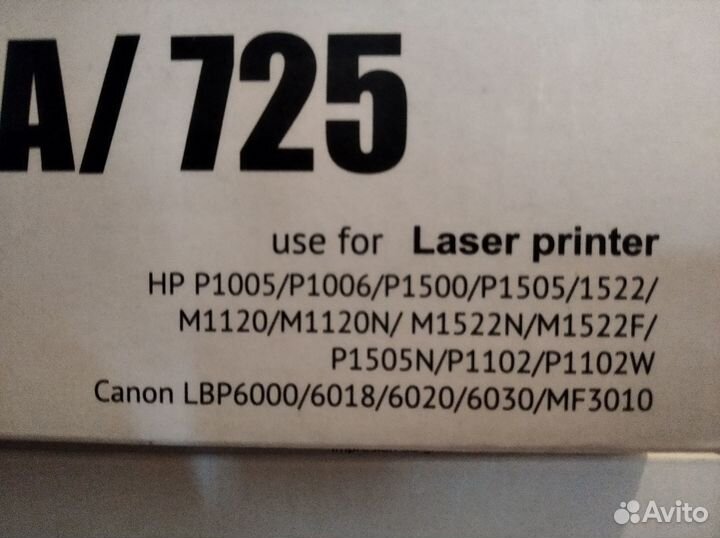 A/ 725
use for Laser printer
HP P1005/P1006/P1500/P1505/1522/
M1120/M1120N/ M1522N/M1522F/
P1505N/P1102/P1102W
Canon LBP6000/6018/6020/6030/MF3010
Avito